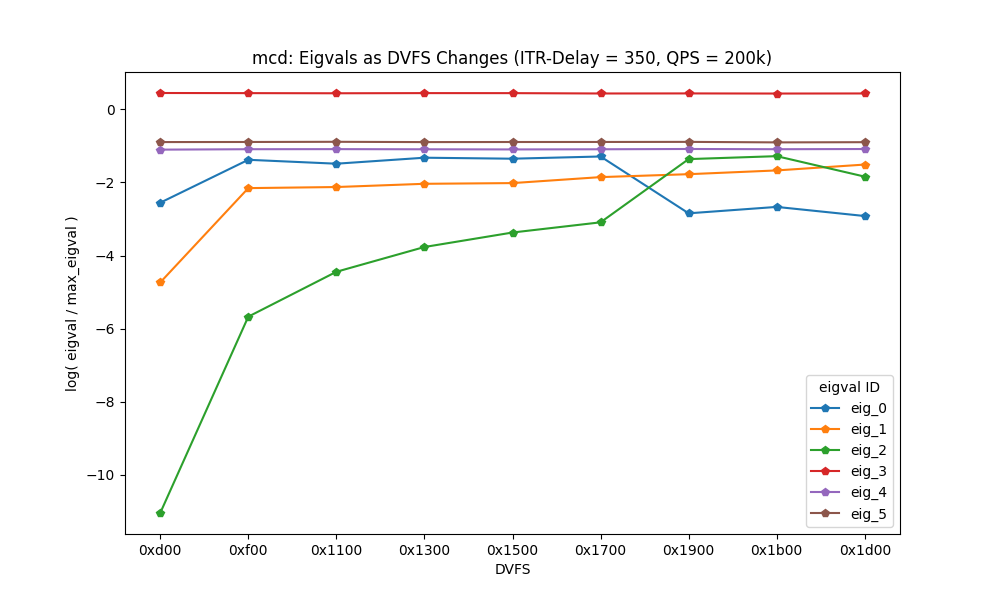 mcd: Eigvals as DVFS Changes (ITR-Delay = 350, QPS = 200k)
log( eigval / max_eigval )
0
−2
−4
−6
−8
−10
eigval ID
eig_0
eig_1
eig_2
eig_3
eig_4
eig_5
0xd00 0xf00 0x1100 0x1300 0x1500 0x1700 0x1900 0x1b00 0x1d00
DVFS